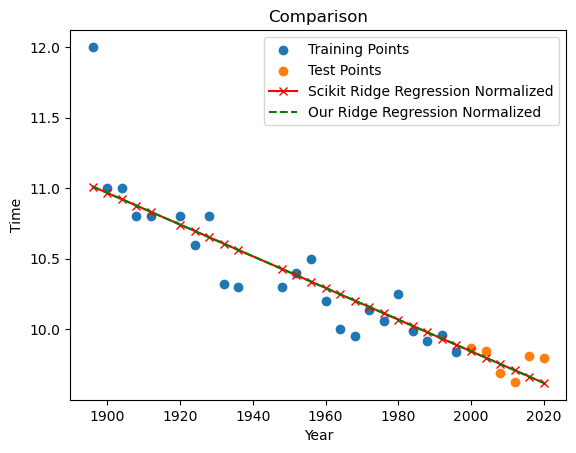 Comparison
12.0
11.5
11.0
10.5
10.0
Time
Training Points
Test Points
Scikit Ridge Regression Normalized
Our Ridge Regression Normalized
1900 1920 1940 1960 1980 2000 2020
Year